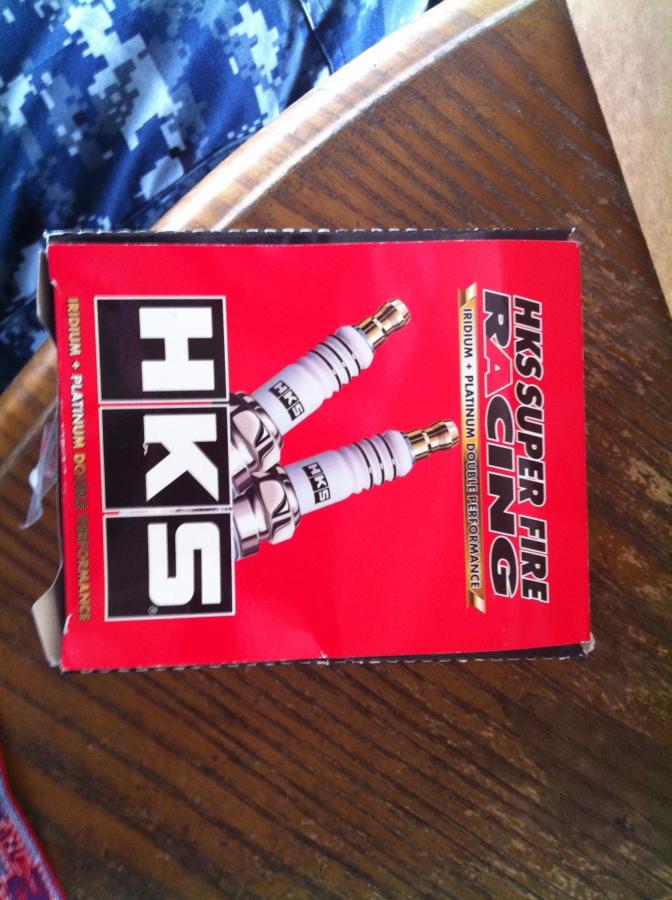 HKS SUPER FIRE
RACING
IRIDIUM + PLATINUM DOUBLE PERFORMANCE
HKS
HKS
HKS®
IRIDIUM + PLATINUM DOUBLE PERFORMANCE